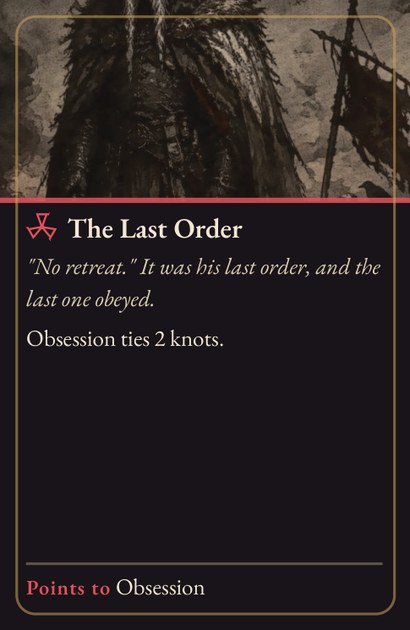 The Last Order
"No retreat." It was his last order, and the
last one obeyed.
Obsession ties 2 knots.
Points to Obsession